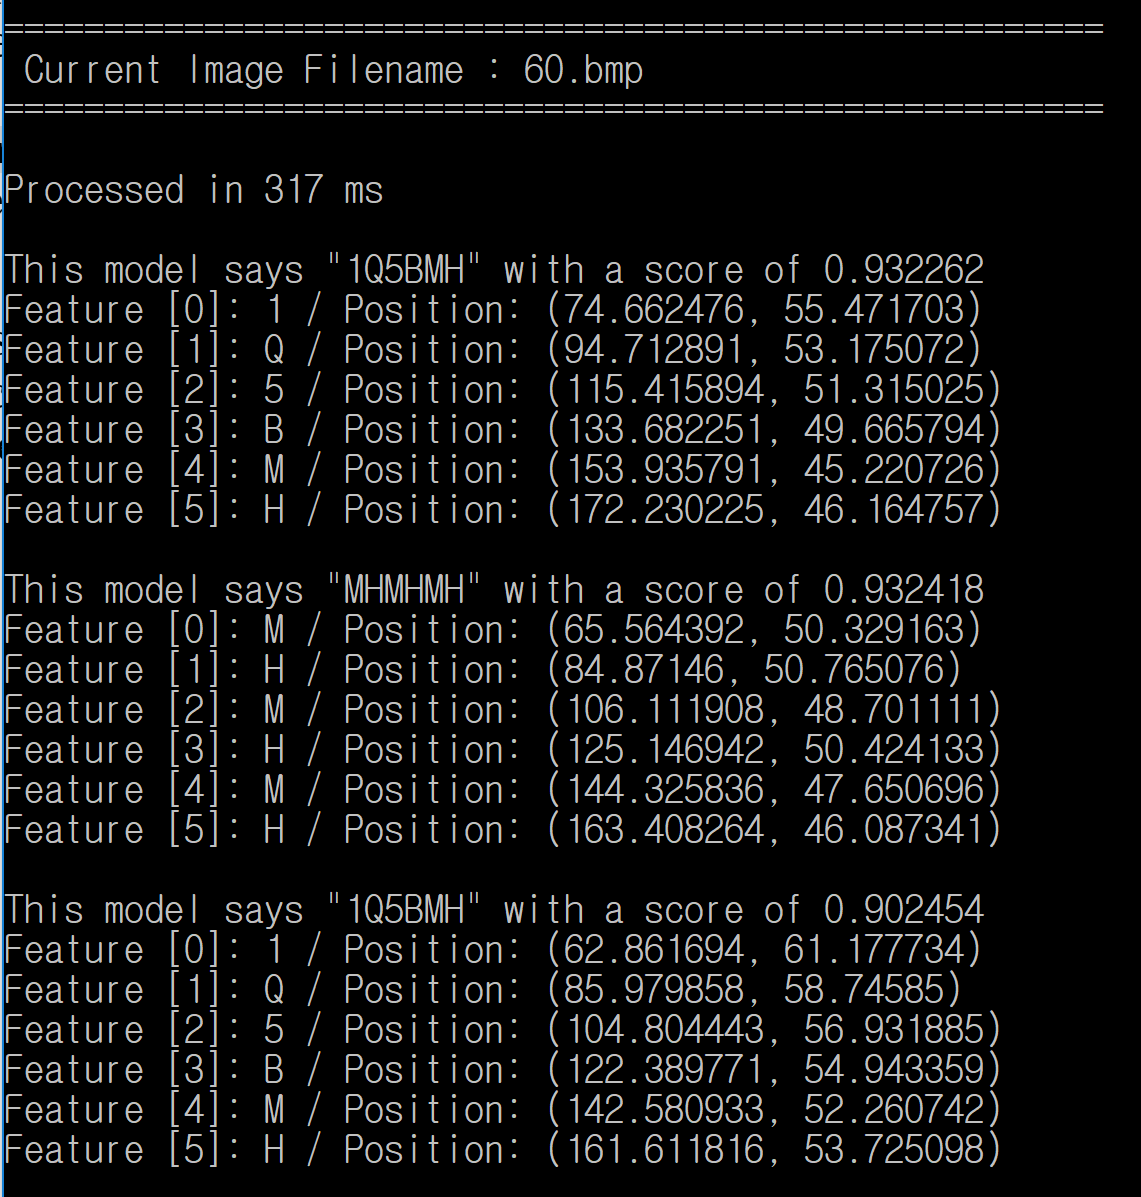 =======================================================
Current Image Filename : 60.bmp
=======================================================
Processed in 317 ms
This model says "1Q5BMH" with a score of 0.932262
Feature [0]: 1 / Position: (74.662476, 55.471703)
Feature [1]: Q / Position: (94.712891, 53.175072)
Feature [2]: 5 / Position: (115.415894, 51.315025)
Feature [3]: B / Position: (133.682251, 49.665794)
Feature [4]: M / Position: (153.935791, 45.220726)
Feature [5]: H / Position: (172.230225, 46.164757)
This model says "MHMHMH" with a score of 0.932418
Feature [0]: M / Position: (65.564392, 50.329163)
Feature [1]: H / Position: (84.87146, 50.765076)
Feature [2]: M / Position: (106.111908, 48.701111)
Feature [3]: H / Position: (125.146942, 50.424133)
Feature [4]: M / Position: (144.325836, 47.650696)
Feature [5]: H / Position: (163.408264, 46.087341)
This model says "1Q5BMH" with a score of 0.902454
Feature [0]: 1 / Position: (62.861694, 61.177734)
Feature [1]: Q / Position: (85.979858, 58.74585)
Feature [2]: 5 / Position: (104.804443, 56.931885)
Feature [3]: B / Position: (122.389771, 54.943359)
Feature [4]: M / Position: (142.580933, 52.260742)
Feature [5]: H / Position: (161.611816, 53.725098)